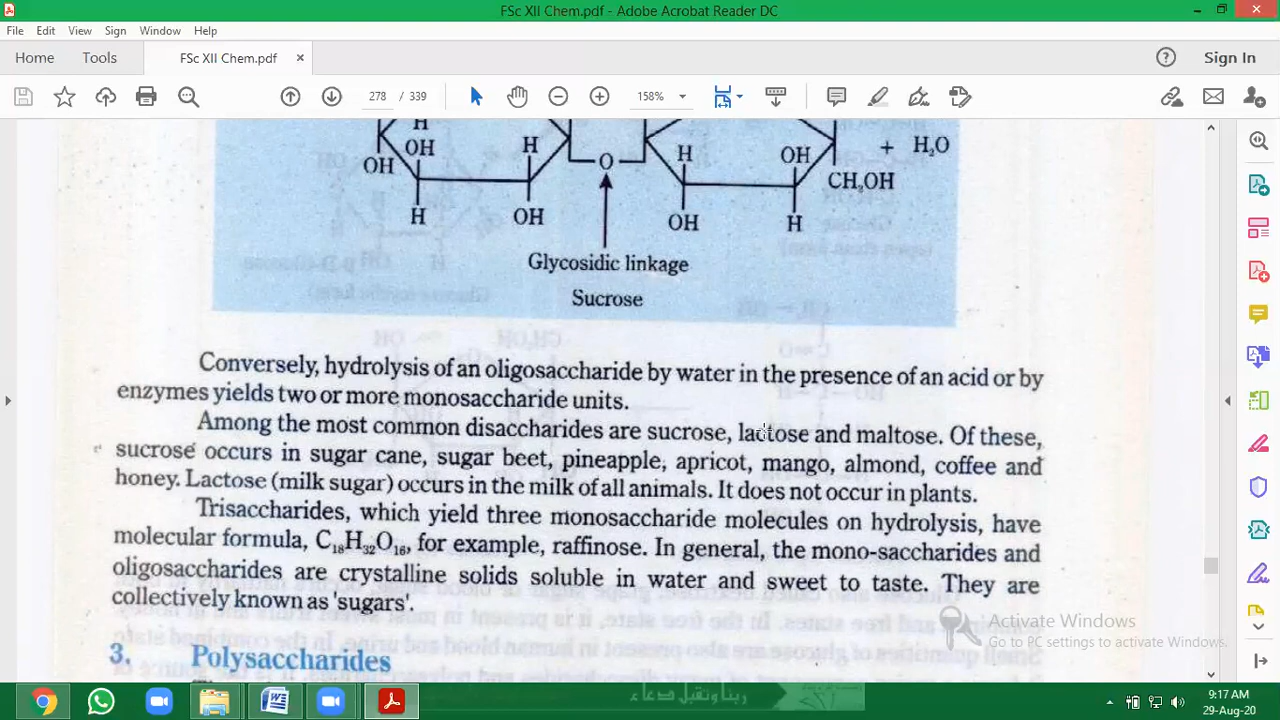 FSc XII Chem.pdf - Adobe Acrobat Reader DC
File Edit View Sign Window Help
Home Tools FSc XII Chem.pdf × Sign In
278 / 339 158%
H
OH H O H OH + H₂O
OH CH₂OH
H OH OH H
Glycosidic linkage
Sucrose
Conversely, hydrolysis of an oligosaccharide by water in the presence of an acid or by
enzymes yields two or more monosaccharide units.
Among the most common disaccharides are sucrose, lactose and maltose. Of these,
sucrose occurs in sugar cane, sugar beet, pineapple, apricot, mango, almond, coffee and
honey. Lactose (milk sugar) occurs in the milk of all animals. It does not occur in plants.
Trisaccharides, which yield three monosaccharide molecules on hydrolysis, have
molecular formula, C₁₈H₃₂O₁₆, for example, raffinose. In general, the mono-saccharides and
oligosaccharides are crystalline solids soluble in water and sweet to taste. They are
collectively known as 'sugars'.
3. Polysaccharides
Activate Windows
Go to PC settings to activate Windows.
ربنا وتقبل دعاء
9:17 AM
29-Aug-20